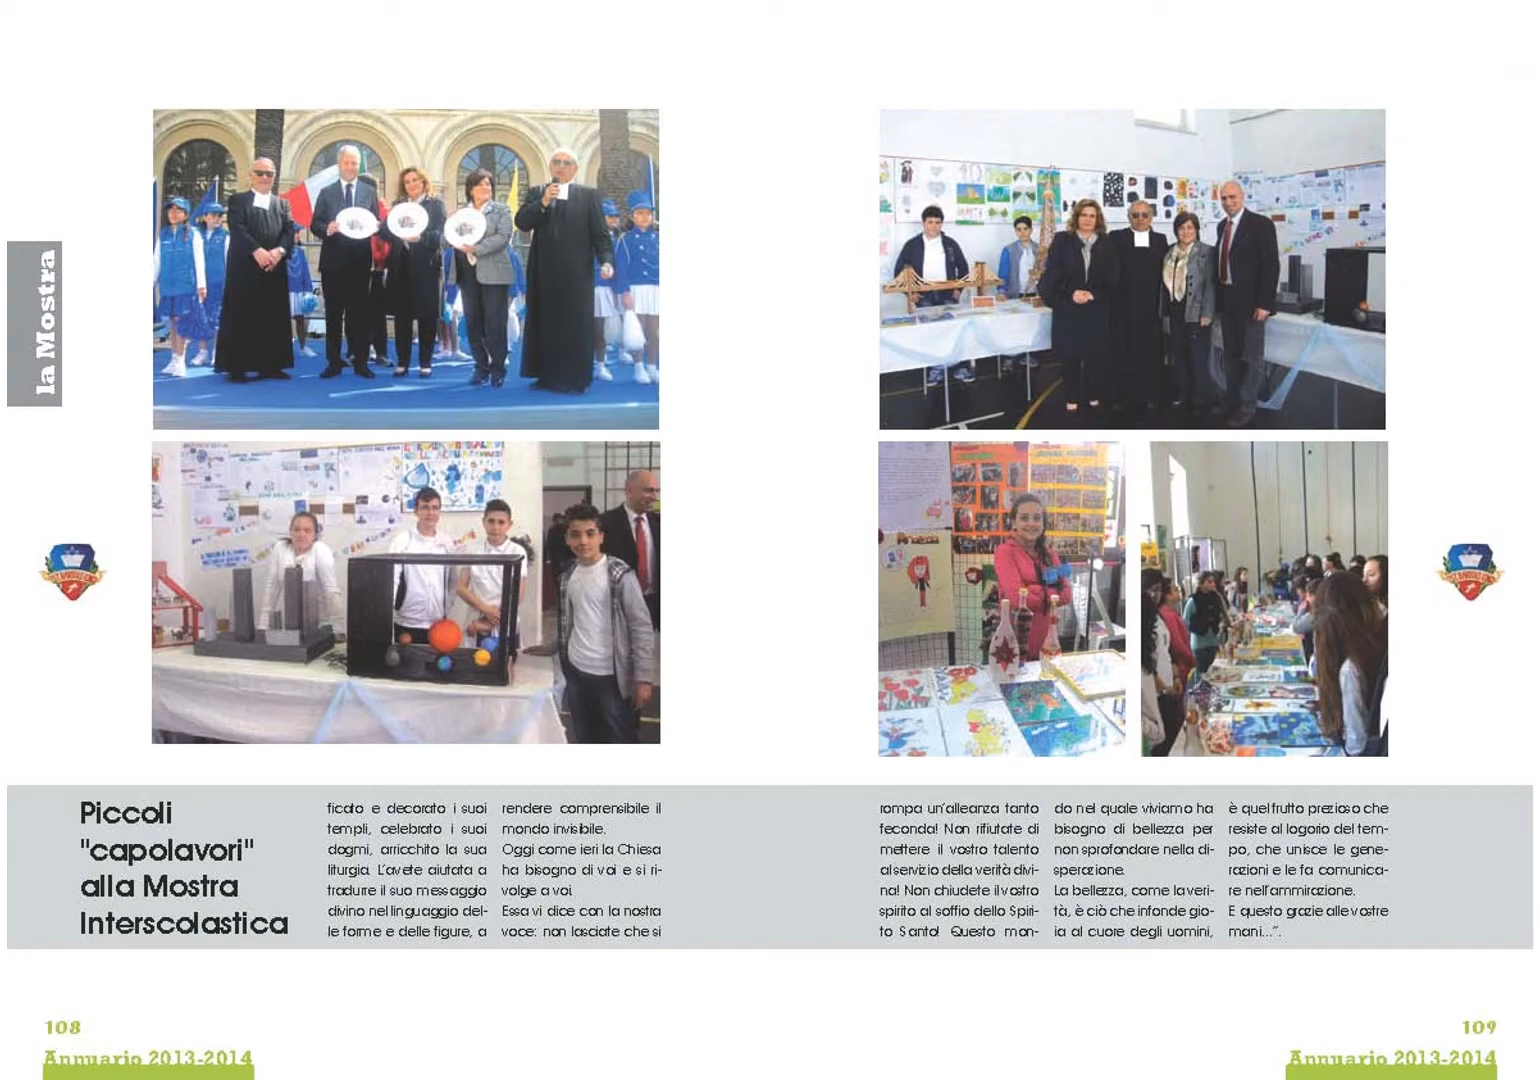 la Mostra
Piccoli
"capolavori"
alla Mostra
Interscolastica
ficato e decorato i suoi
templi, celebrato i suoi
dogmi, arricchito la sua
liturgia. L'avete aiutata a
tradurre il suo messaggio
divino nel linguaggio del-
le forme e delle figure, a
rendere comprensibile il
mondo invisibile.
Oggi come ieri la Chiesa
ha bisogno di voi e si ri-
volge a voi.
Essa vi dice con la nostra
voce: non lasciate che si
rompa un'alleanza tanto
feconda! Non rifiutate di
mettere il vostro talento
al servizio della verità divi-
na! Non chiudete il vostro
spirito al soffio dello Spiri-
to Santo! Questo mon-
do nel quale viviamo ha
bisogno di bellezza per
non sprofondare nella di-
sperazione.
La bellezza, come la veri-
tà, è ciò che infonde gio-
ia al cuore degli uomini,
è quel frutto prezioso che
resiste al logorio del tem-
po, che unisce le gene-
razioni e le fa comunica-
re nell'ammirazione.
E questo grazie alle vostre
mani...".
108
Annuario 2013-2014
109
Annuario 2013-2014